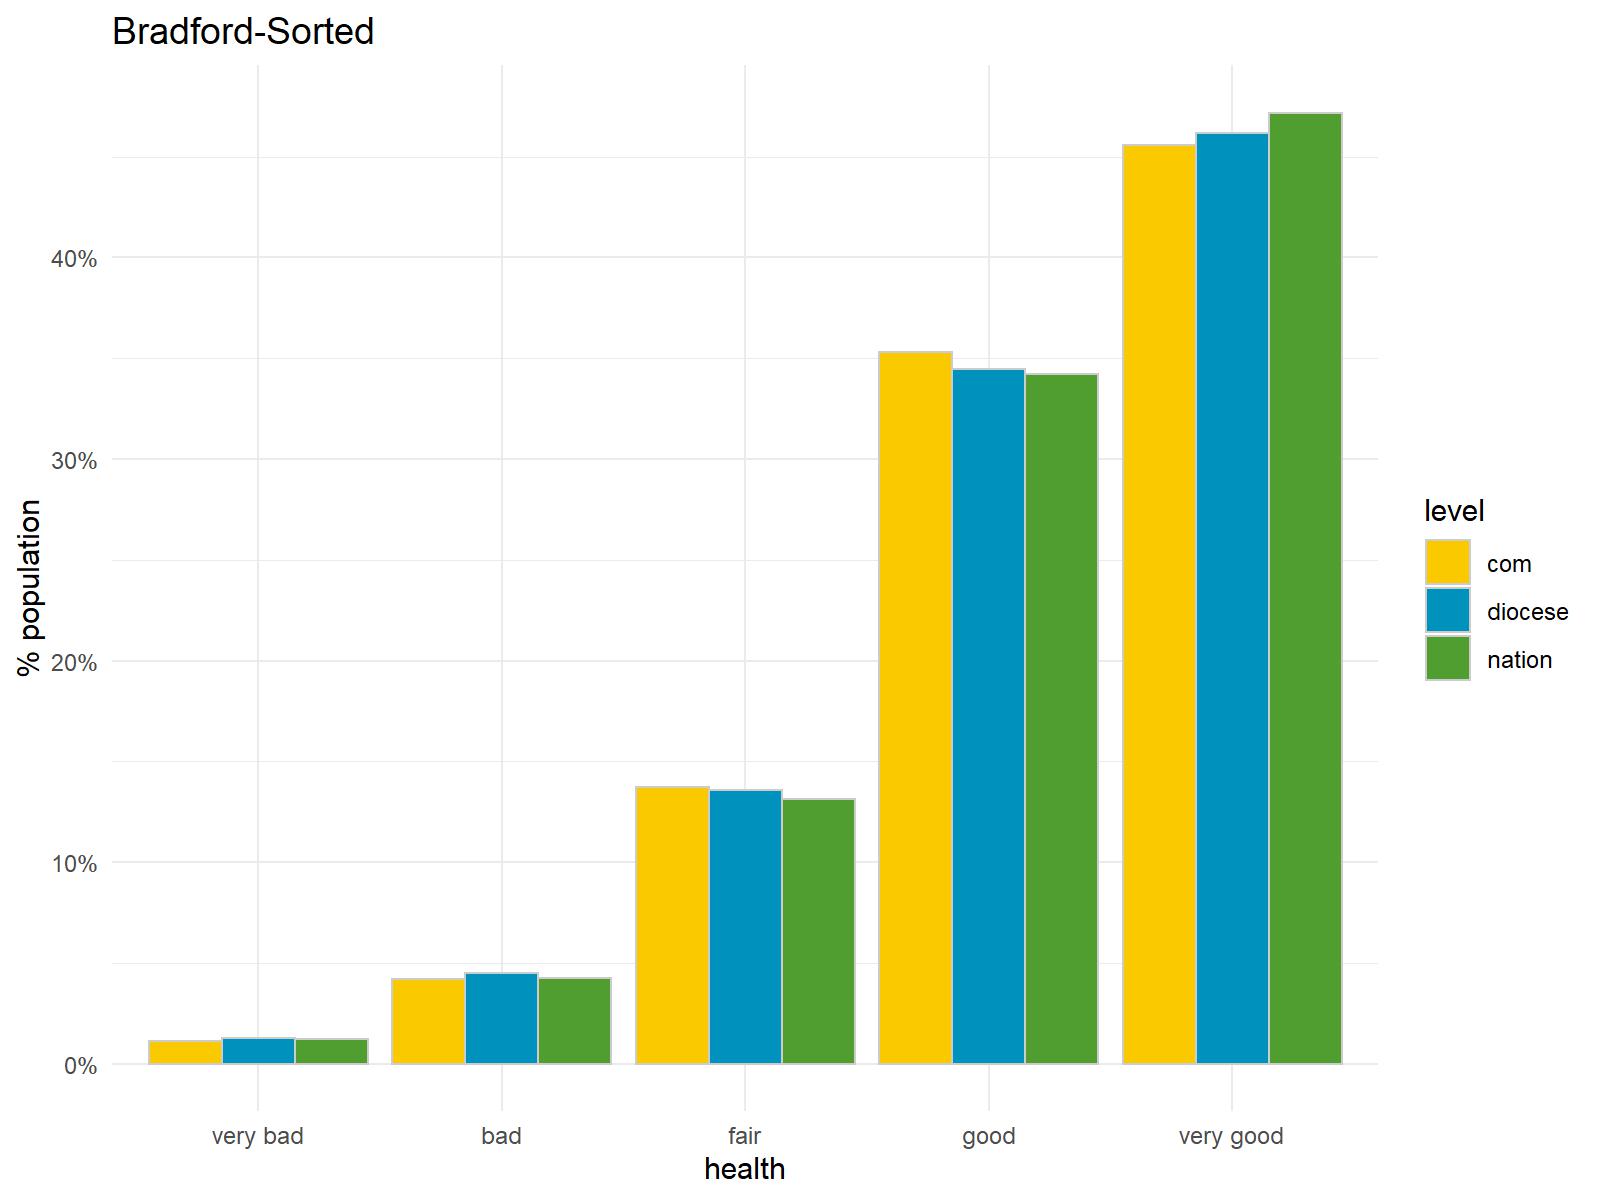 Bradford-Sorted
% population
40%
30%
20%
10%
0%
very bad
bad
fair
good
very good
health
level
com
diocese
nation